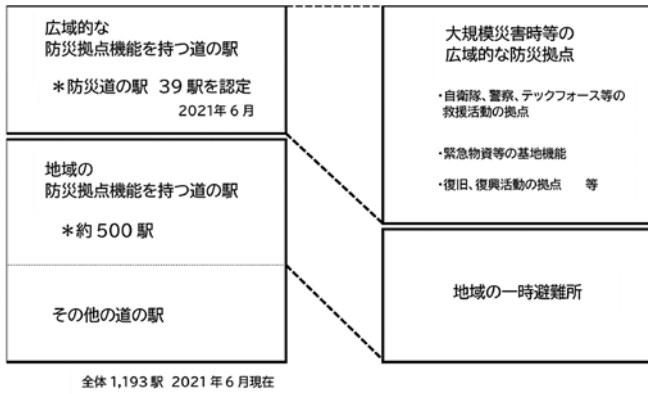 広域的な
防災拠点機能を持つ道の駅
＊防災道の駅 39駅を認定
2021年6月
地域の
防災拠点機能を持つ道の駅
＊約500駅
その他の道の駅
全体1,193駅 2021年6月現在
大規模災害時等の
広域的な防災拠点
・自衛隊、警察、テックフォース等の
救援活動の拠点
・緊急物資等の基地機能
・復旧、復興活動の拠点　等
地域の一時避難所